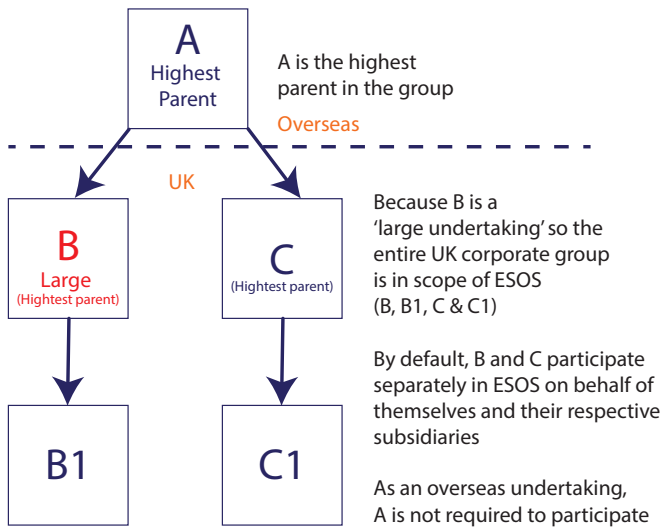 A
Highest
Parent
A is the highest
parent in the group
Overseas
UK
B
Large
(Hightest parent)
C
(Hightest parent)
Because B is a
‘large undertaking’ so the
entire UK corporate group
is in scope of ESOS
(B, B1, C & C1)
By default, B and C participate
separately in ESOS on behalf of
themselves and their respective
subsidiaries
B1
C1
As an overseas undertaking,
A is not required to participate